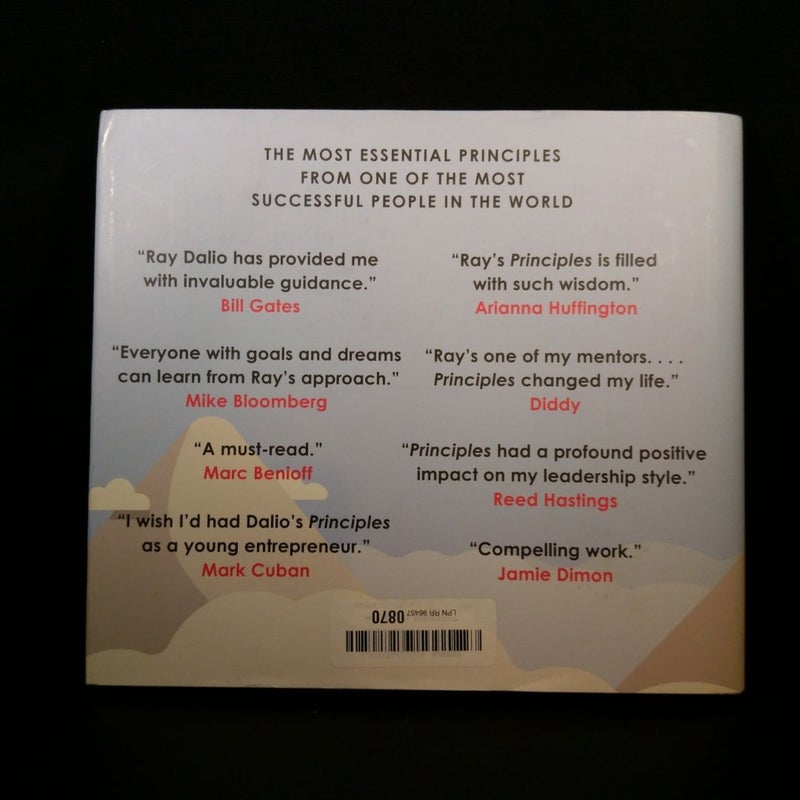 THE MOST ESSENTIAL PRINCIPLES
FROM ONE OF THE MOST
SUCCESSFUL PEOPLE IN THE WORLD
“Ray Dalio has provided me
with invaluable guidance.”
Bill Gates
“Everyone with goals and dreams
can learn from Ray’s approach.”
Mike Bloomberg
“A must-read.”
Marc Benioff
“I wish I’d had Dalio’s Principles
as a young entrepreneur.”
Mark Cuban
“Ray’s Principles is filled
with such wisdom.”
Arianna Huffington
“Ray’s one of my mentors. . . .
Principles changed my life.”
Diddy
“Principles had a profound positive
impact on my leadership style.”
Reed Hastings
“Compelling work.”
Jamie Dimon
LPN RR 96457 0870